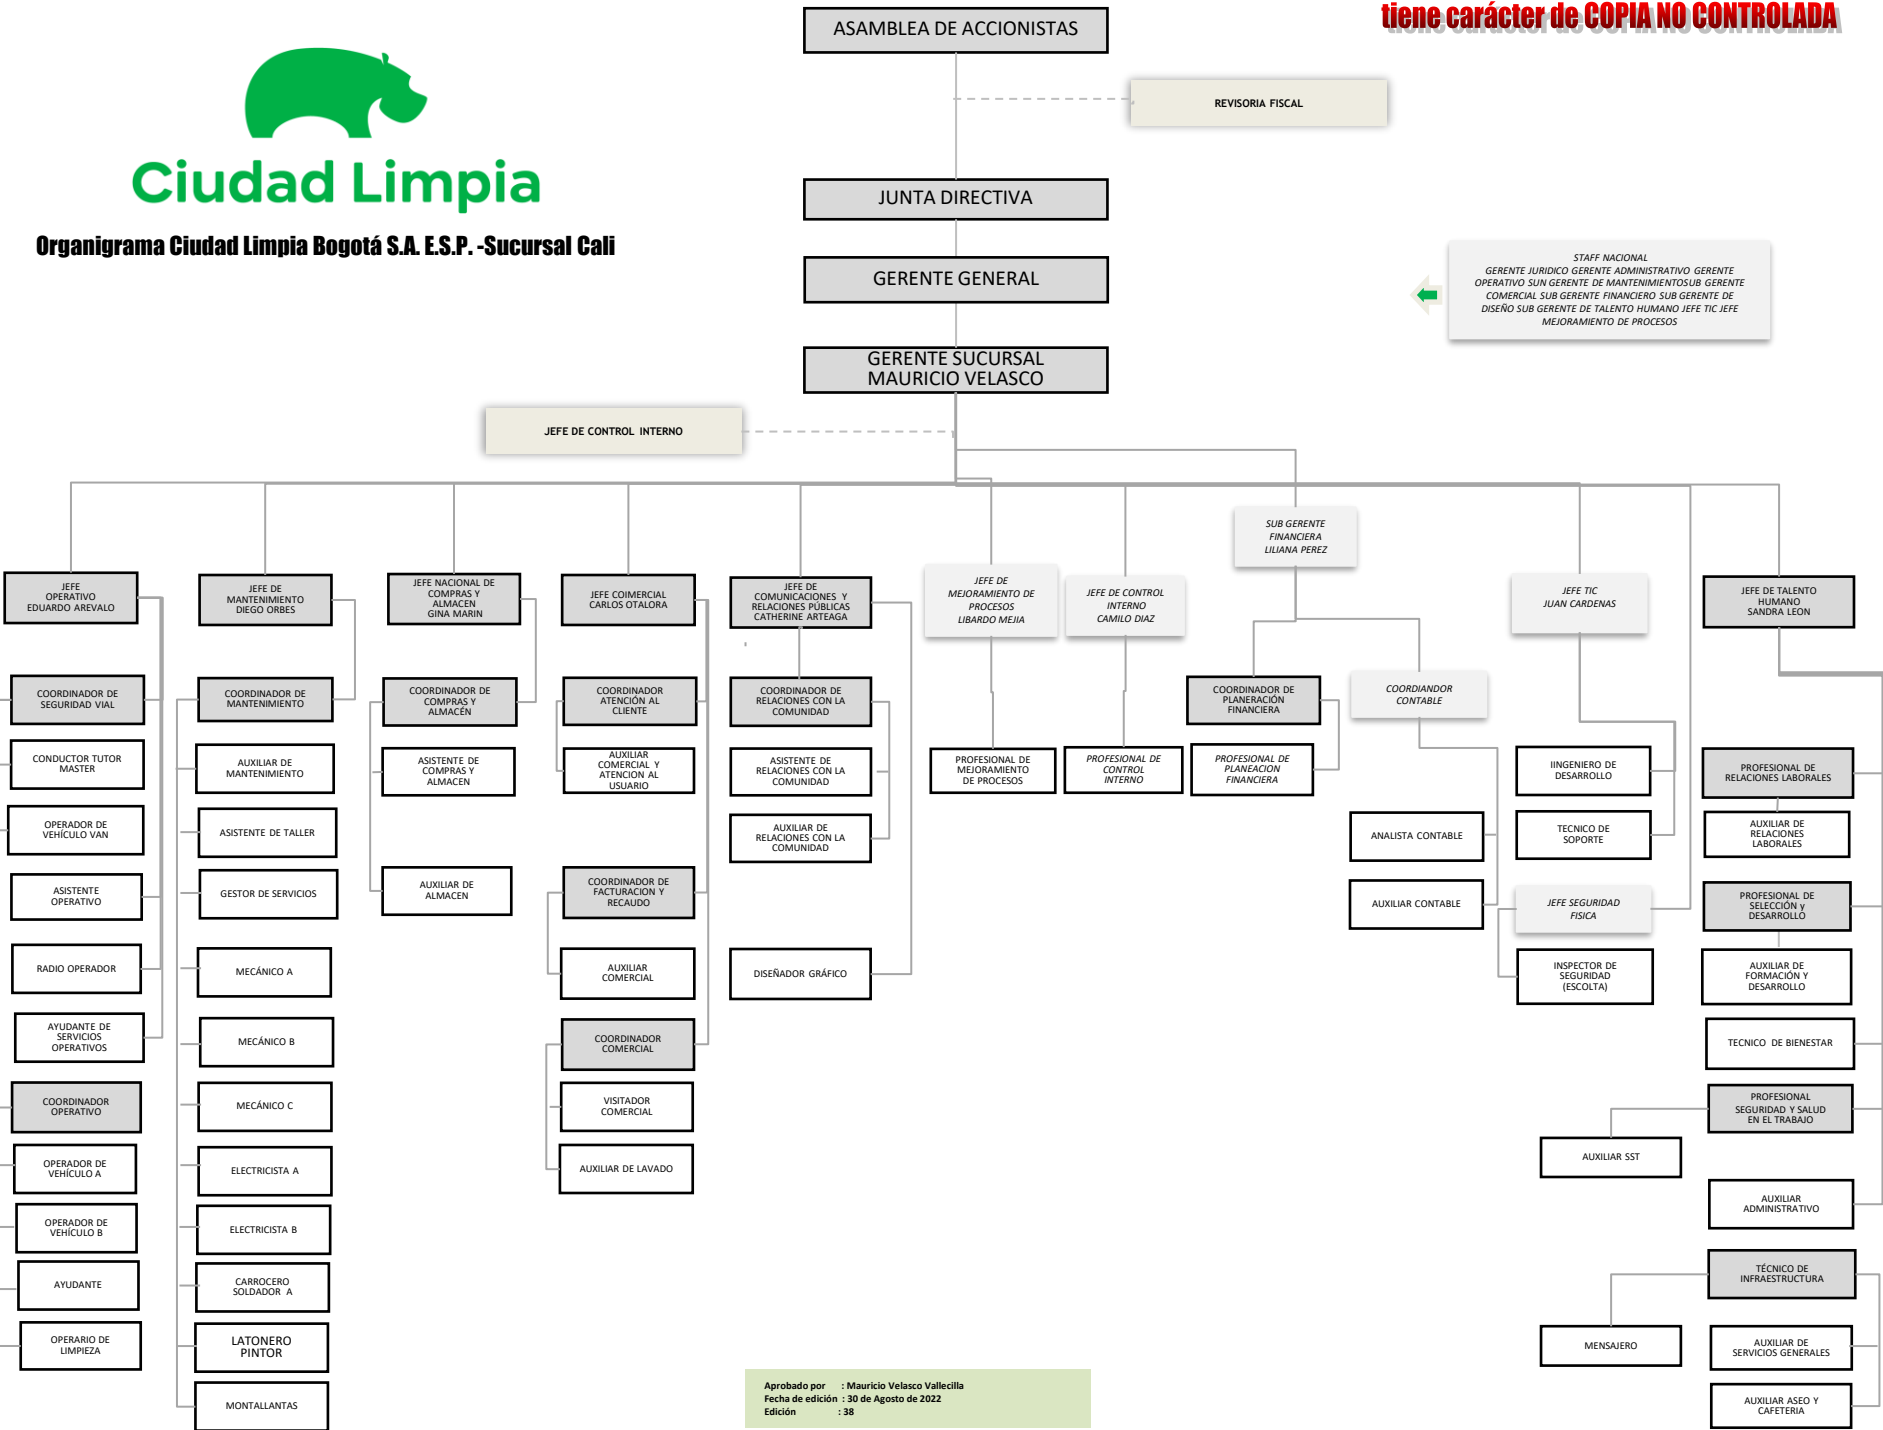 tiene carácter de COPIA NO CONTROLADA
ASAMBLEA DE ACCIONISTAS
REVISORIA FISCAL
Ciudad Limpia
Organigrama Ciudad Limpia Bogotá S.A. E.S.P. -Sucursal Cali
JUNTA DIRECTIVA
GERENTE GENERAL
STAFF NACIONAL
GERENTE JURIDICO GERENTE ADMINISTRATIVO GERENTE
OPERATIVO SUN GERENTE DE MANTENIMIENTOSUB GERENTE
COMERCIAL SUB GERENTE FINANCIERO SUB GERENTE DE
DISEÑO SUB GERENTE DE TALENTO HUMANO JEFE TIC JEFE
MEJORAMIENTO DE PROCESOS
GERENTE SUCURSAL
MAURICIO VELASCO
JEFE DE CONTROL INTERNO
SUB GERENTE
FINANCIERA
LILIANA PEREZ
JEFE
OPERATIVO
EDUARDO AREVALO
JEFE DE
MANTENIMIENTO
DIEGO ORBES
JEFE NACIONAL DE
COMPRAS Y
ALMACEN
GINA MARIN
JEFE COIMERCIAL
CARLOS OTALORA
JEFE DE
COMUNICACIONES Y
RELACIONES PÚBLICAS
CATHERINE ARTEAGA
JEFE DE
MEJORAMIENTO DE
PROCESOS
LIBARDO MEJIA
JEFE DE CONTROL
INTERNO
CAMILO DIAZ
JEFE TIC
JUAN CARDENAS
JEFE DE TALENTO
HUMANO
SANDRA LEON
COORDINADOR DE
SEGURIDAD VIAL
COORDINADOR DE
MANTENIMIENTO
COORDINADOR DE
COMPRAS Y
ALMACÉN
COORDINADOR
ATENCIÓN AL
CLIENTE
COORDINADOR DE
RELACIONES CON LA
COMUNIDAD
COORDINADOR DE
PLANERACIÓN
FINANCIERA
COORDIANDOR
CONTABLE
CONDUCTOR TUTOR
MASTER
AUXILIAR DE
MANTENIMIENTO
ASISTENTE DE
COMPRAS Y
ALMACEN
AUXILIAR
COMERCIAL Y
ATENCION AL
USUARIO
ASISTENTE DE
RELACIONES CON LA
COMUNIDAD
PROFESIONAL DE
MEJORAMIENTO
DE PROCESOS
PROFESIONAL DE
CONTROL
INTERNO
PROFESIONAL DE
PLANEACION
FINANCIERA
IINGENIERO DE
DESARROLLO
PROFESIONAL DE
RELACIONES LABORALES
OPERADOR DE
VEHÍCULO VAN
ASISTENTE DE TALLER
AUXILIAR DE
RELACIONES CON LA
COMUNIDAD
ANALISTA CONTABLE
TECNICO DE
SOPORTE
AUXILIAR DE
RELACIONES
LABORALES
ASISTENTE
OPERATIVO
GESTOR DE SERVICIOS
AUXILIAR DE
ALMACEN
COORDINADOR DE
FACTURACION Y
RECAUDO
AUXILIAR CONTABLE
JEFE SEGURIDAD
FISICA
PROFESIONAL DE
SELECCIÓN y
DESARROLLO
RADIO OPERADOR
MECÁNICO A
AUXILIAR
COMERCIAL
DISEÑADOR GRÁFICO
INSPECTOR DE
SEGURIDAD
(ESCOLTA)
AUXILIAR DE
FORMACIÓN Y
DESARROLLO
AYUDANTE DE
SERVICIOS
OPERATIVOS
MECÁNICO B
COORDINADOR
COMERCIAL
TECNICO DE BIENESTAR
COORDINADOR
OPERATIVO
MECÁNICO C
VISITADOR
COMERCIAL
PROFESIONAL
SEGURIDAD Y SALUD
EN EL TRABAJO
OPERADOR DE
VEHÍCULO A
ELECTRICISTA A
AUXILIAR DE LAVADO
AUXILIAR SST
OPERADOR DE
VEHÍCULO B
ELECTRICISTA B
AUXILIAR
ADMINISTRATIVO
AYUDANTE
CARROCERO
SOLDADOR A
TÉCNICO DE
INFRAESTRUCTURA
OPERARIO DE
LIMPIEZA
LATONERO
PINTOR
MENSAJERO
AUXILIAR DE
SERVICIOS GENERALES
MONTALLANTAS
AUXILIAR ASEO Y
CAFETERIA
Aprobado por : Mauricio Velasco Vallecilla
Fecha de edición : 30 de Agosto de 2022
Edición : 38